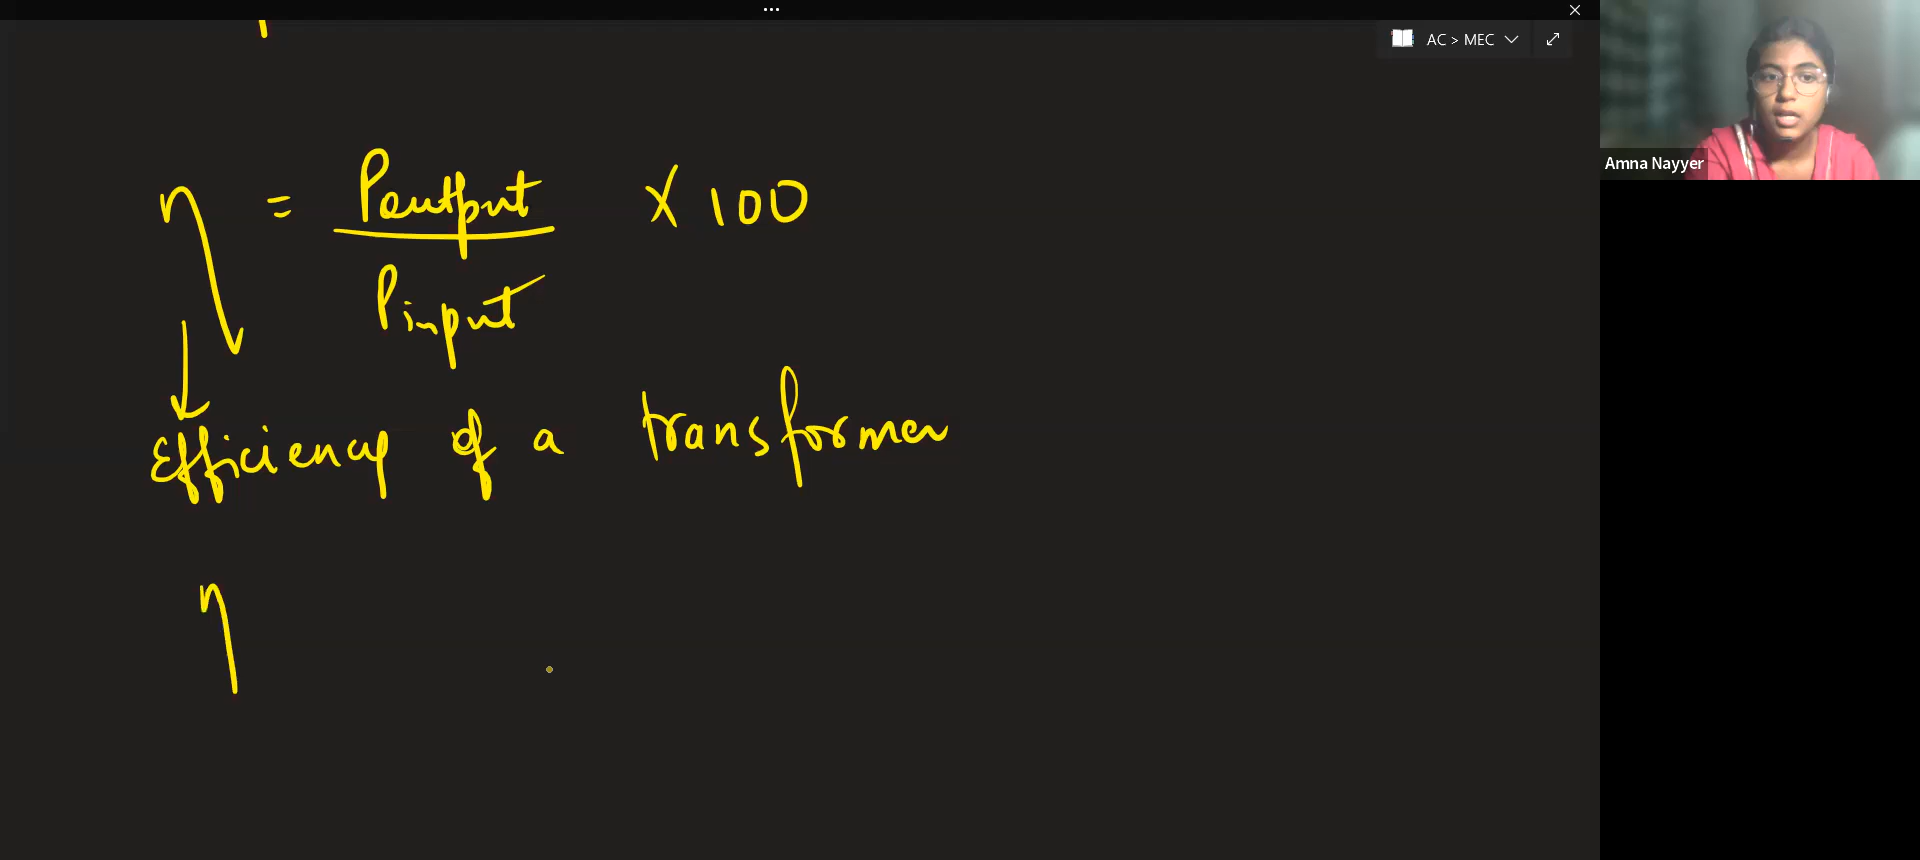 ...
AC > MEC
Amna Nayyer
η = Poutput × 100
Pinput
Efficiency of a transformer
η